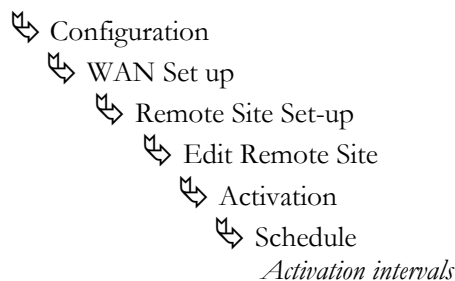 Configuration
WAN Set up
Remote Site Set-up
Edit Remote Site
Activation
Schedule
Activation intervals